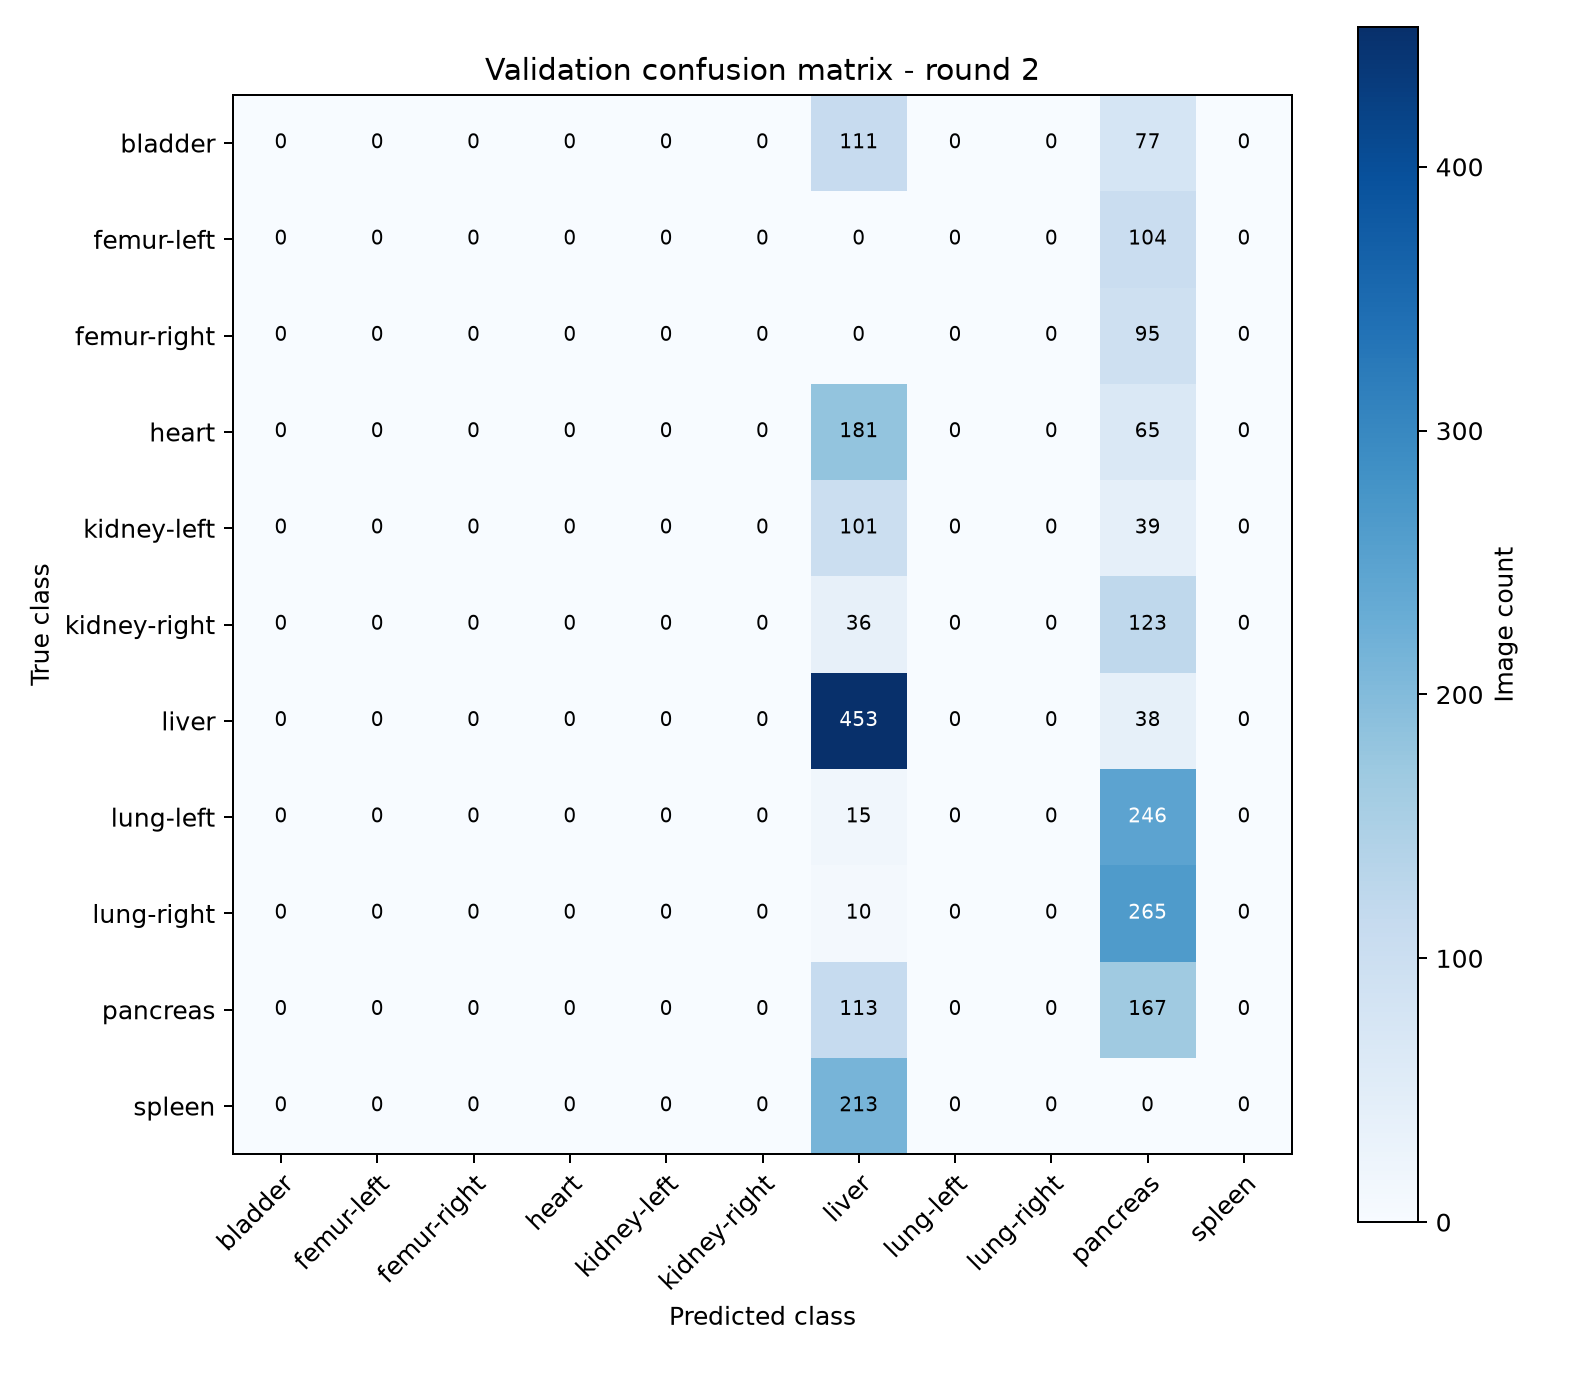 Validation confusion matrix - round 2
bladder 0 0 0 0 0 0 111 0 0 77 0
femur-left 0 0 0 0 0 0 0 0 0 104 0
femur-right 0 0 0 0 0 0 0 0 0 95 0
heart 0 0 0 0 0 0 181 0 0 65 0
kidney-left 0 0 0 0 0 0 101 0 0 39 0
kidney-right 0 0 0 0 0 0 36 0 0 123 0
liver 0 0 0 0 0 0 453 0 0 38 0
lung-left 0 0 0 0 0 0 15 0 0 246 0
lung-right 0 0 0 0 0 0 10 0 0 265 0
pancreas 0 0 0 0 0 0 113 0 0 167 0
spleen 0 0 0 0 0 0 213 0 0 0 0
True class
bladder femur-left femur-right heart kidney-left kidney-right liver lung-left lung-right pancreas spleen
Predicted class
400
300
200
100
0
Image count